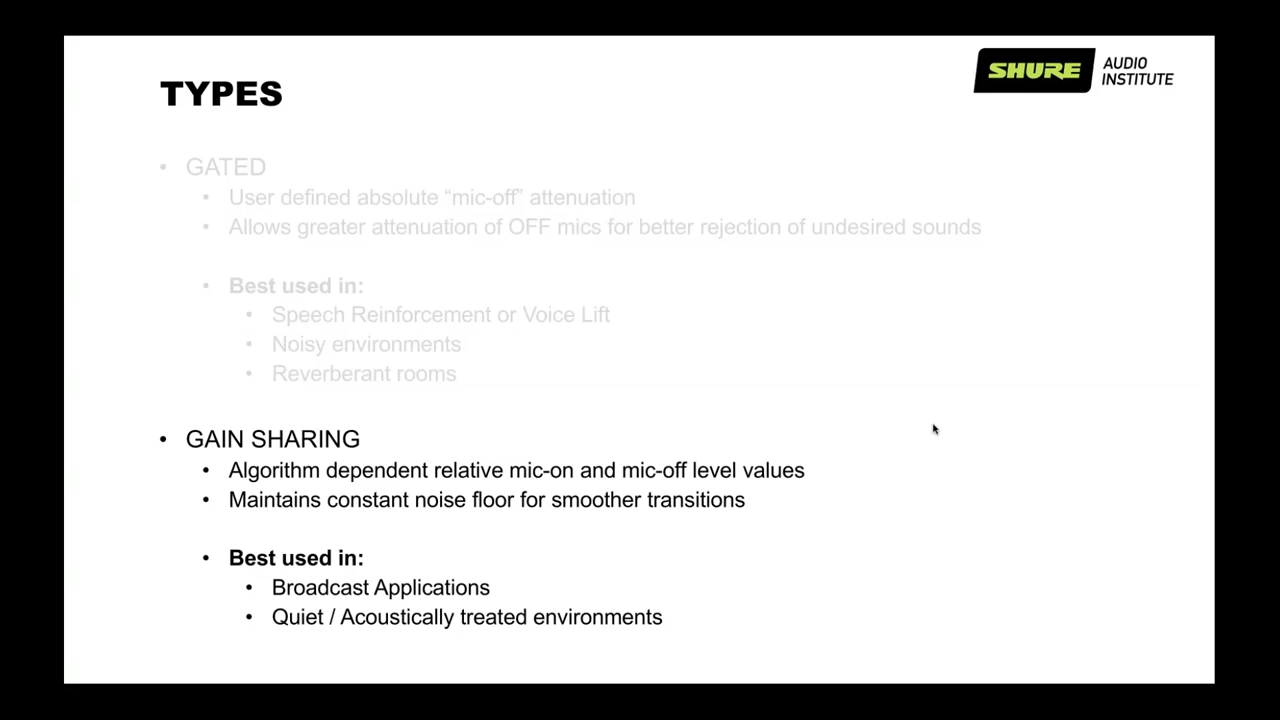 SHURE
AUDIO
INSTITUTE
TYPES
• GATED
• User defined absolute “mic-off” attenuation
• Allows greater attenuation of OFF mics for better rejection of undesired sounds
• Best used in:
• Speech Reinforcement or Voice Lift
• Noisy environments
• Reverberant rooms
• GAIN SHARING
• Algorithm dependent relative mic-on and mic-off level values
• Maintains constant noise floor for smoother transitions
• Best used in:
• Broadcast Applications
• Quiet / Acoustically treated environments